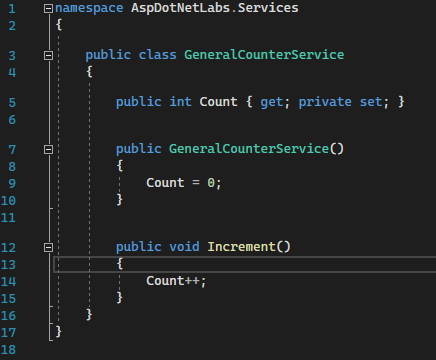 1 namespace AspDotNetLabs.Services
2 {
3 public class GeneralCounterService
4 {
5 public int Count { get; private set; }
6
7 public GeneralCounterService()
8 {
9 Count = 0;
10 }
11
12 public void Increment()
13 {
14 Count++;
15 }
16 }
17 }
18